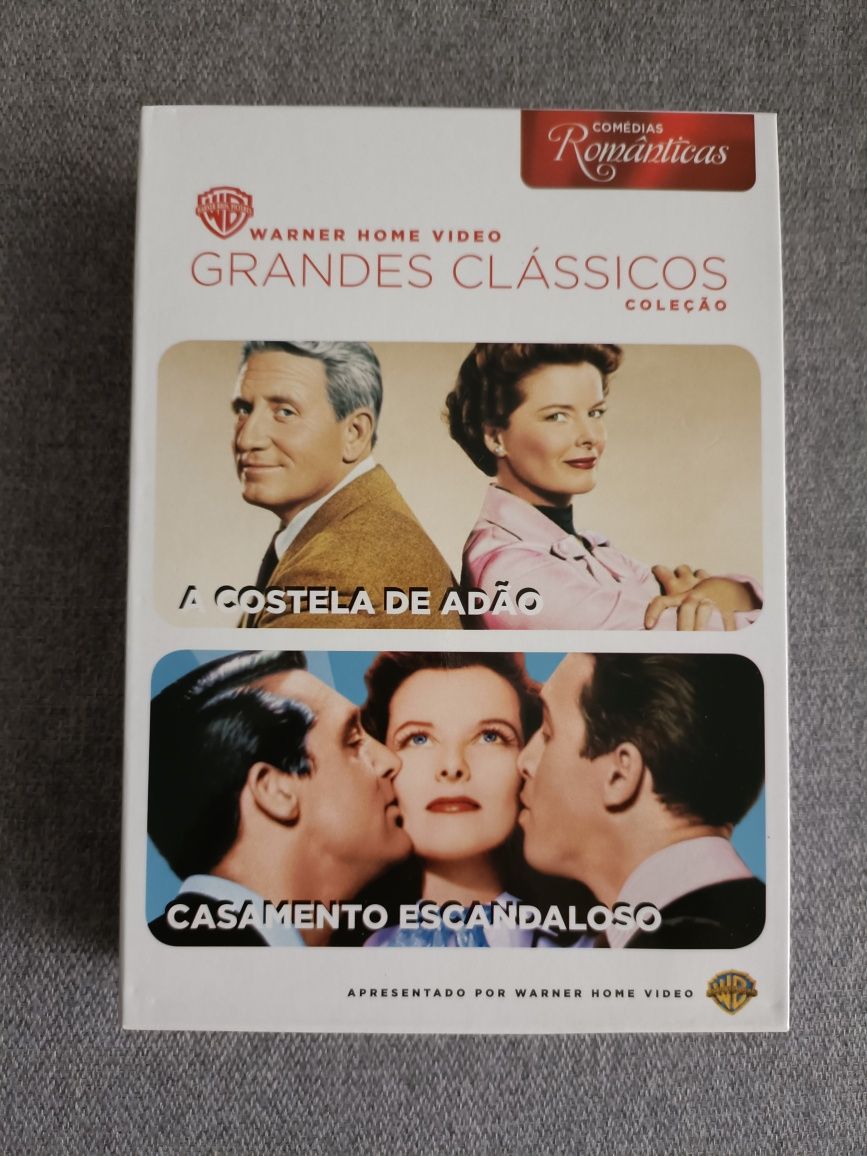 COMÉDIAS
Românticas
WARNER HOME VIDEO
GRANDES CLÁSSICOS
COLEÇÃO
A COSTELA DE ADÃO
CASAMENTO ESCANDALOSO
APRESENTADO POR WARNER HOME VIDEO